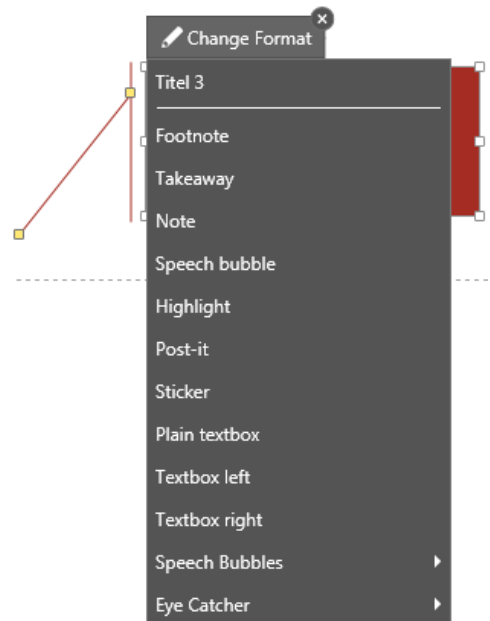 Change Format
Titel 3
Footnote
Takeaway
Note
Speech bubble
Highlight
Post-it
Sticker
Plain textbox
Textbox left
Textbox right
Speech Bubbles
Eye Catcher